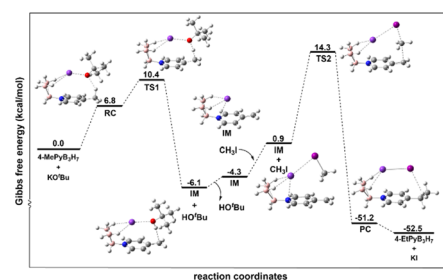 Gibbs free energy (kcal/mol)
0.0
4-MePyB₃H₇
+
KOᵗBu
6.8
RC
10.4
TS1
-6.1
IM
+
HOᵗBu
IM
-4.3
IM
HOᵗBu
CH₃I
0.9
IM
+
CH₃I
14.3
TS2
-51.2
PC
-52.5
4-EtPyB₃H₇
+
KI
reaction coordinates